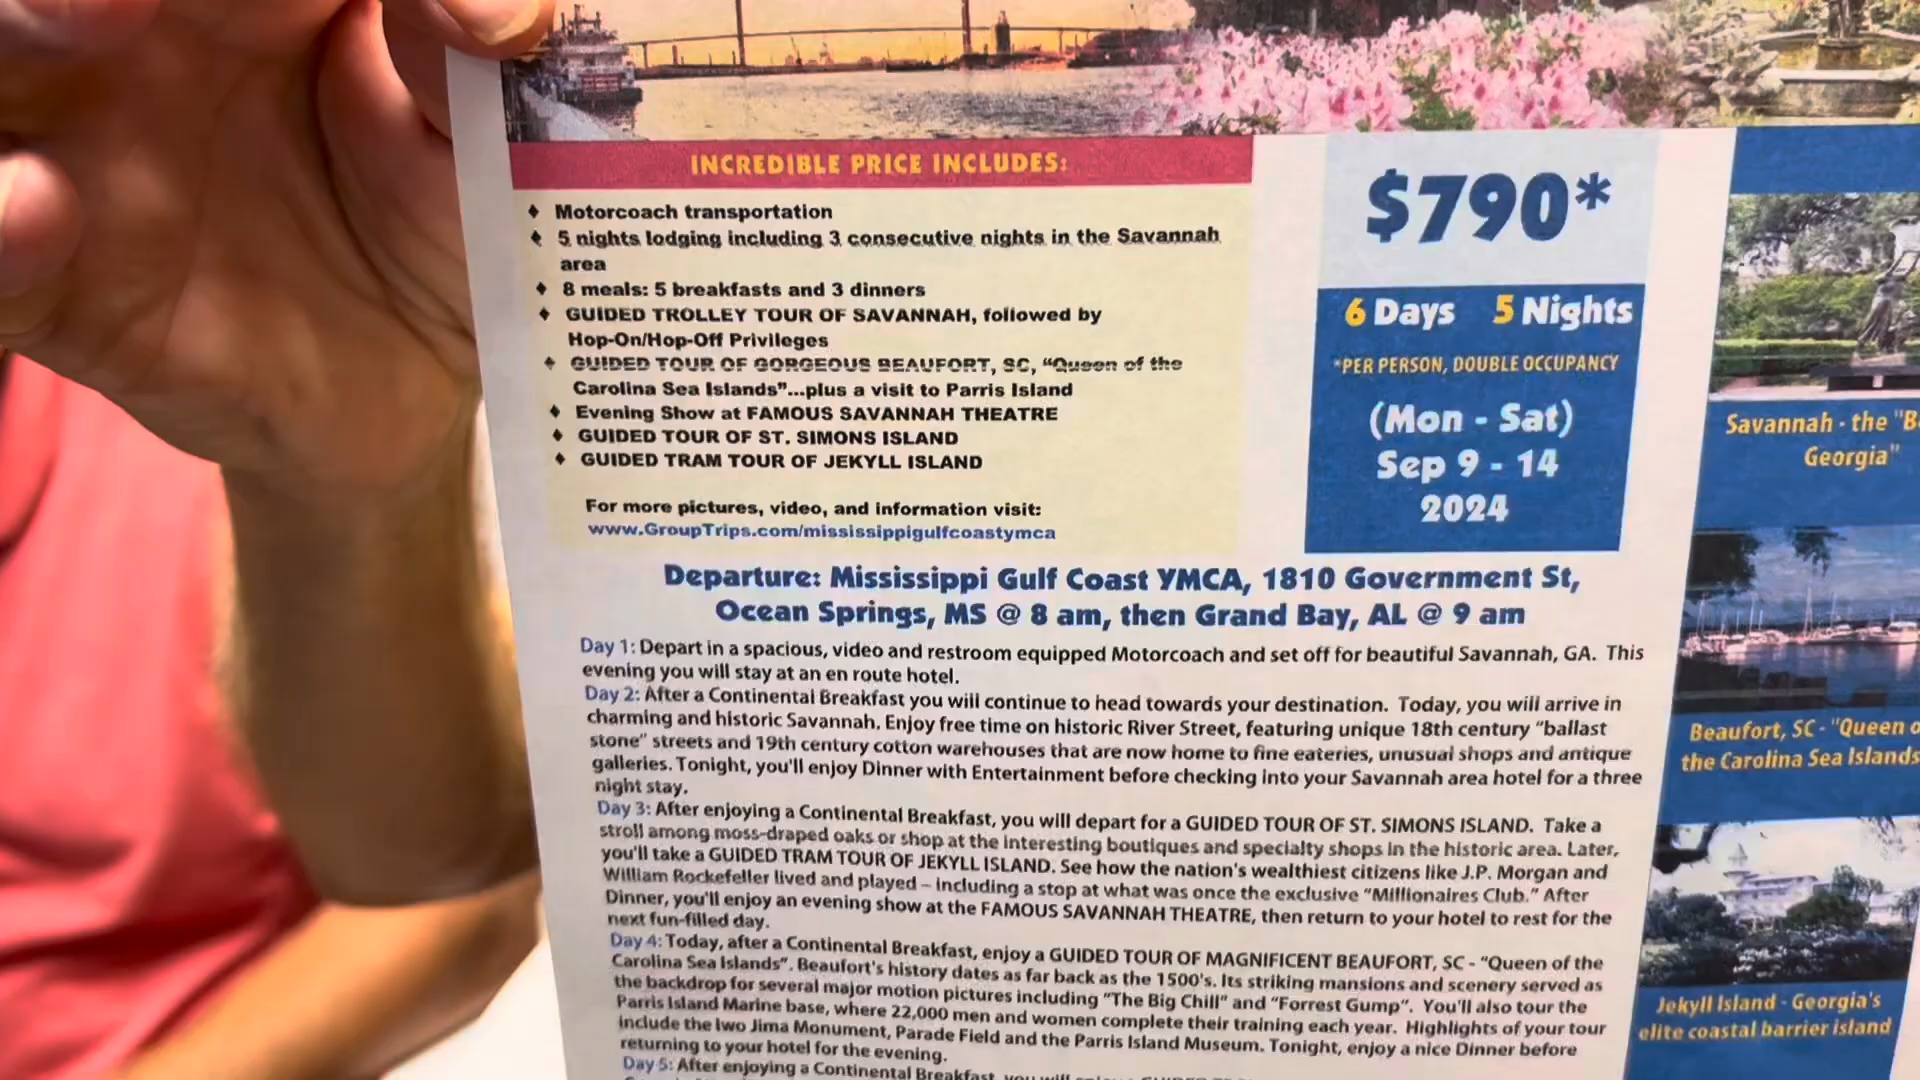 INCREDIBLE PRICE INCLUDES:
Motorcoach transportation
5 nights lodging including 3 consecutive nights in the Savannah
area
8 meals: 5 breakfasts and 3 dinners
GUIDED TROLLEY TOUR OF SAVANNAH, followed by
Hop-On/Hop-Off Privileges
GUIDED TOUR OF GORGEOUS BEAUFORT, SC, "Queen of the
Carolina Sea Islands"...plus a visit to Parris Island
Evening Show at FAMOUS SAVANNAH THEATRE
GUIDED TOUR OF ST. SIMONS ISLAND
GUIDED TRAM TOUR OF JEKYLL ISLAND
For more pictures, video, and information visit:
www.GroupTrips.com/mississippigulfcoastymca
$790*
6 Days 5 Nights
*PER PERSON, DOUBLE OCCUPANCY
(Mon - Sat)
Sep 9 - 14
2024
Departure: Mississippi Gulf Coast YMCA, 1810 Government St,
Ocean Springs, MS @ 8 am, then Grand Bay, AL @ 9 am
Day 1: Depart in a spacious, video and restroom equipped Motorcoach and set off for beautiful Savannah, GA. This
evening you will stay at an en route hotel.
Day 2: After a Continental Breakfast you will continue to head towards your destination. Today, you will arrive in
charming and historic Savannah. Enjoy free time on historic River Street, featuring unique 18th century "ballast
stone" streets and 19th century cotton warehouses that are now home to fine eateries, unusual shops and antique
galleries. Tonight, you'll enjoy Dinner with Entertainment before checking into your Savannah area hotel for a three
night stay.
Day 3: After enjoying a Continental Breakfast, you will depart for a GUIDED TOUR OF ST. SIMONS ISLAND. Take a
stroll among moss-draped oaks or shop at the interesting boutiques and specialty shops in the historic area. Later,
you'll take a GUIDED TRAM TOUR OF JEKYLL ISLAND. See how the nation's wealthiest citizens like J.P. Morgan and
William Rockefeller lived and played – including a stop at what was once the exclusive "Millionaires Club." After
Dinner, you'll enjoy an evening show at the FAMOUS SAVANNAH THEATRE, then return to your hotel to rest for the
next fun-filled day.
Day 4: Today, after a Continental Breakfast, enjoy a GUIDED TOUR OF MAGNIFICENT BEAUFORT, SC - "Queen of the
Carolina Sea Islands". Beaufort's history dates as far back as the 1500's. Its striking mansions and scenery served as
the backdrop for several major motion pictures including "The Big Chill" and "Forrest Gump". You'll also tour the
Parris Island Marine base, where 22,000 men and women complete their training each year. Highlights of your tour
include the Iwo Jima Monument, Parade Field and the Parris Island Museum. Tonight, enjoy a nice Dinner before
returning to your hotel for the evening.
Day 5: After enjoying a Continental Breakfast, you will
Savannah - the "B
Georgia"
Beaufort, SC - "Queen o
the Carolina Sea Islands
Jekyll Island - Georgia's
elite coastal barrier island